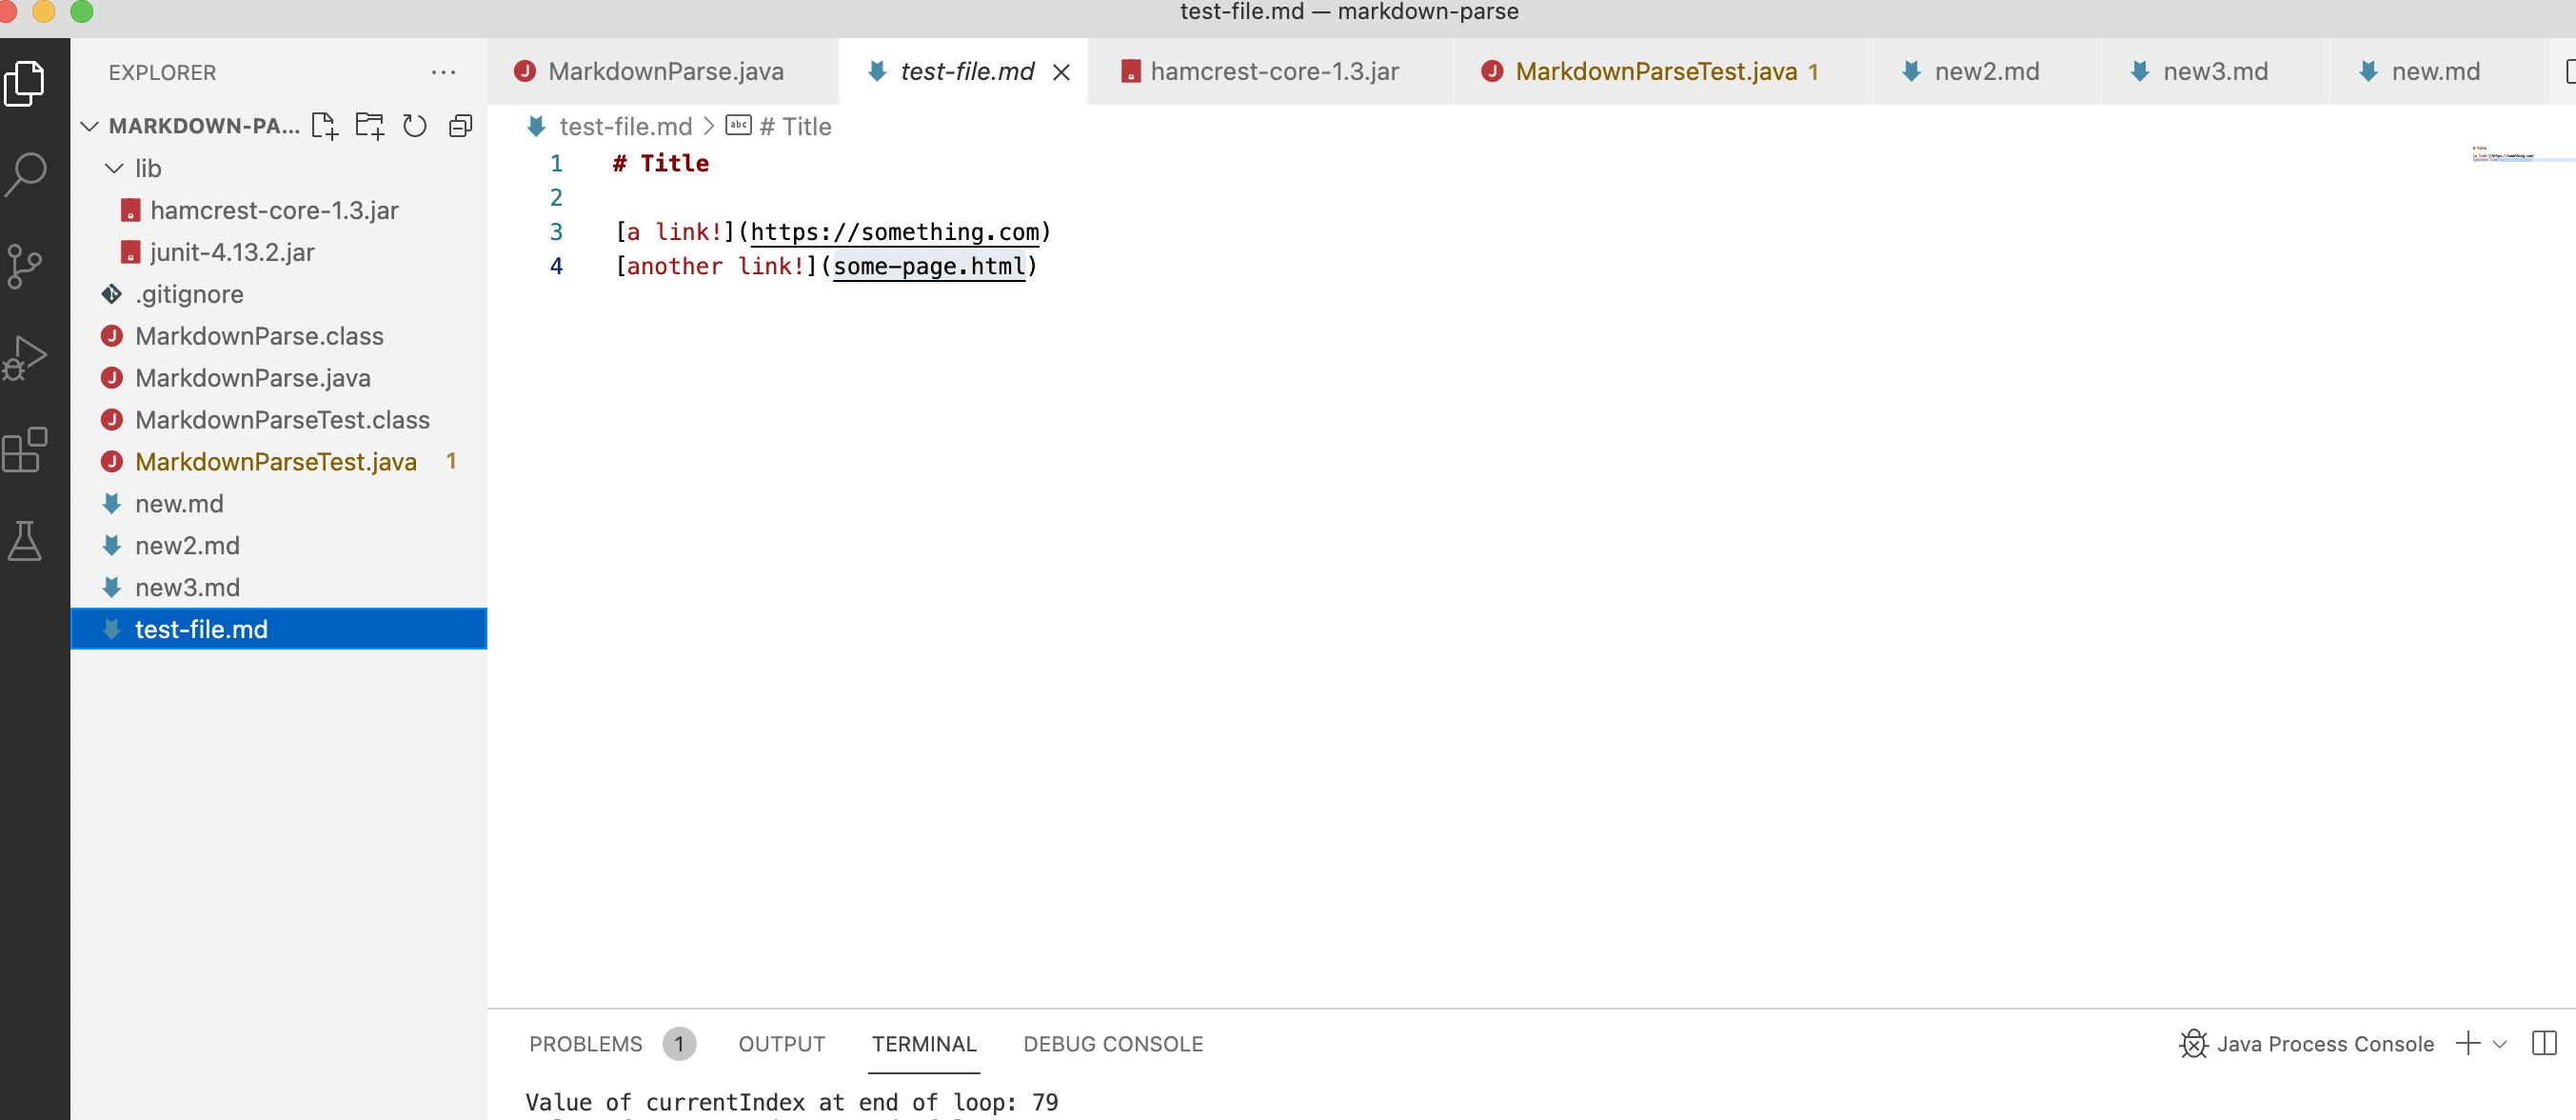 test-file.md — markdown-parse
EXPLORER
MARKDOWN-PA...
lib
hamcrest-core-1.3.jar
junit-4.13.2.jar
.gitignore
MarkdownParse.class
MarkdownParse.java
MarkdownParseTest.class
MarkdownParseTest.java 1
new.md
new2.md
new3.md
test-file.md
MarkdownParse.java
test-file.md
hamcrest-core-1.3.jar
MarkdownParseTest.java 1
new2.md
new3.md
new.md
test-file.md > abc # Title
1 # Title
2
3 [a link!](https://something.com)
4 [another link!](some-page.html)
PROBLEMS 1 OUTPUT TERMINAL DEBUG CONSOLE
Java Process Console
Value of currentIndex at end of loop: 79